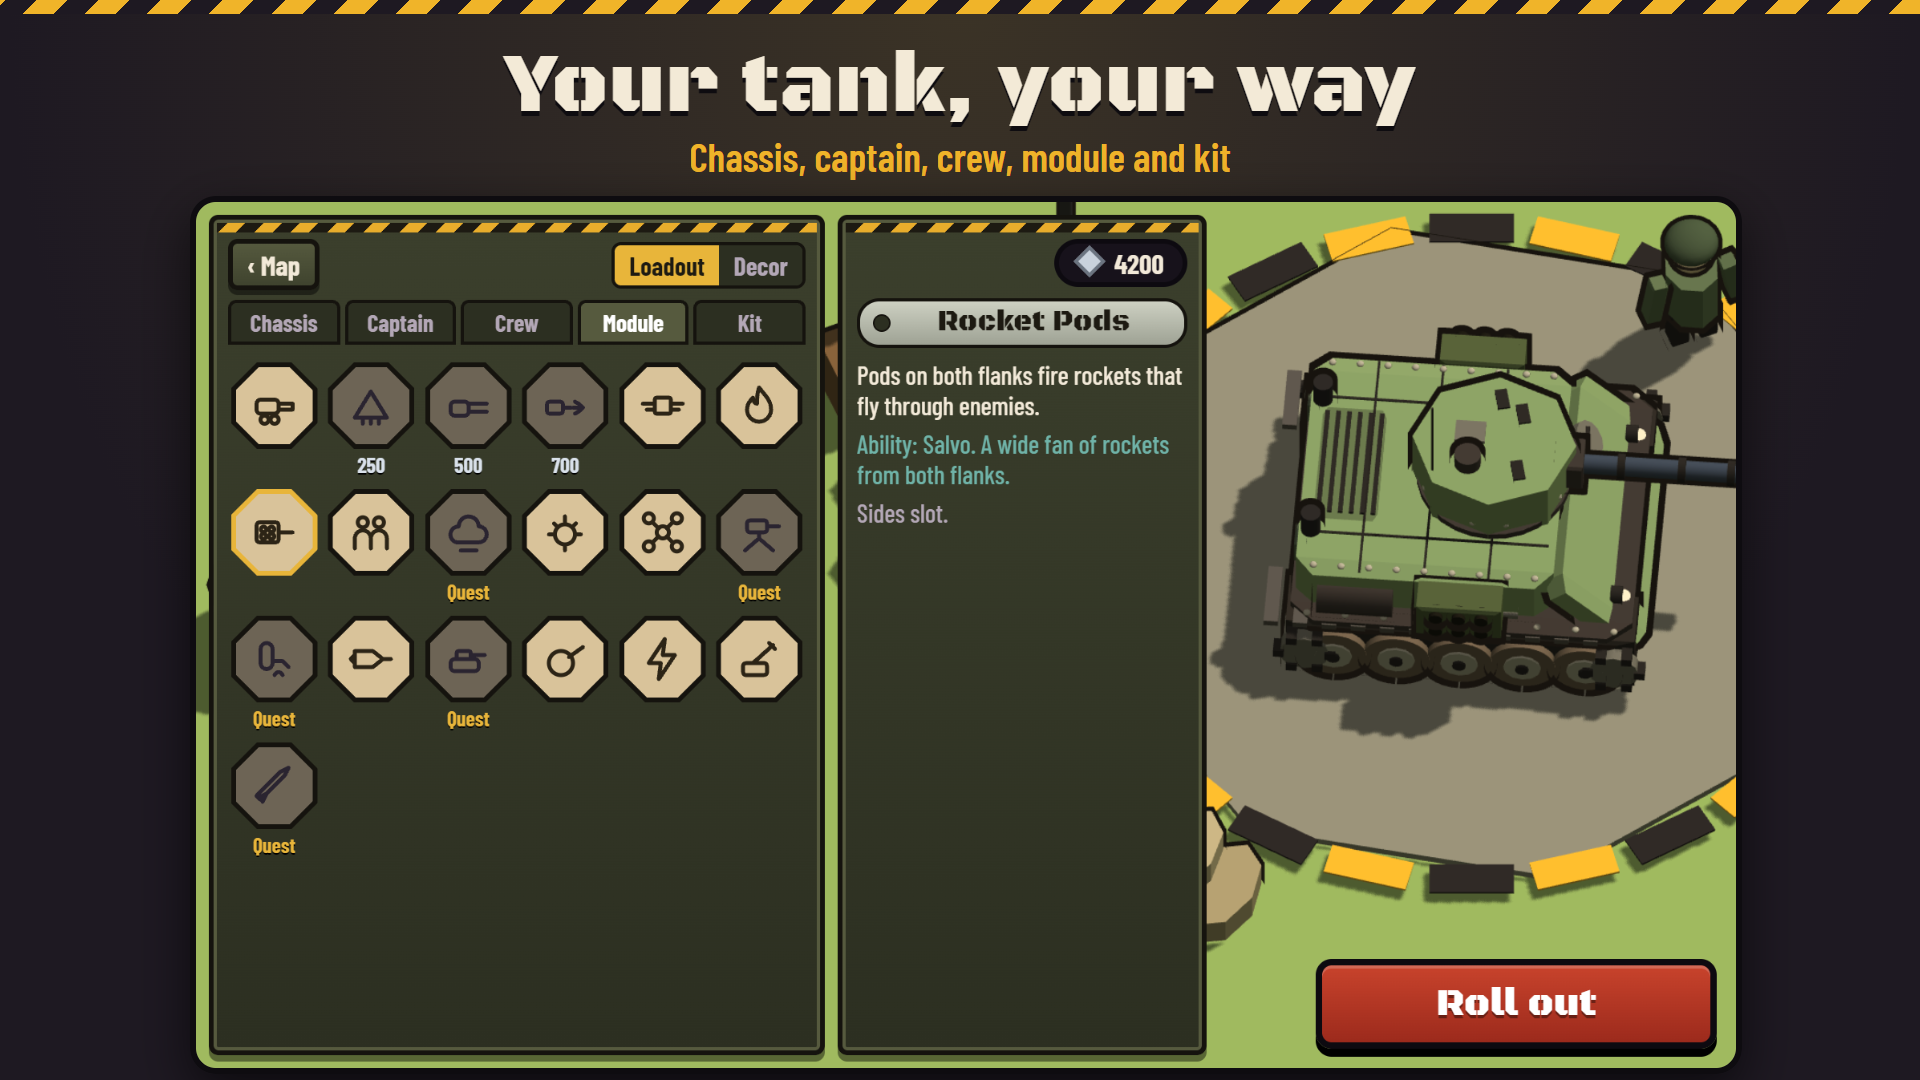 Your tank, your way
Chassis, captain, crew, module and kit
‹ Map
Loadout
Decor
4200
Chassis
Captain
Crew
Module
Kit
Rocket Pods
Pods on both flanks fire rockets that
fly through enemies.
Ability: Salvo. A wide fan of rockets
from both flanks.
Sides slot.
250
500
700
Quest
Quest
Quest
Quest
Quest
Roll out